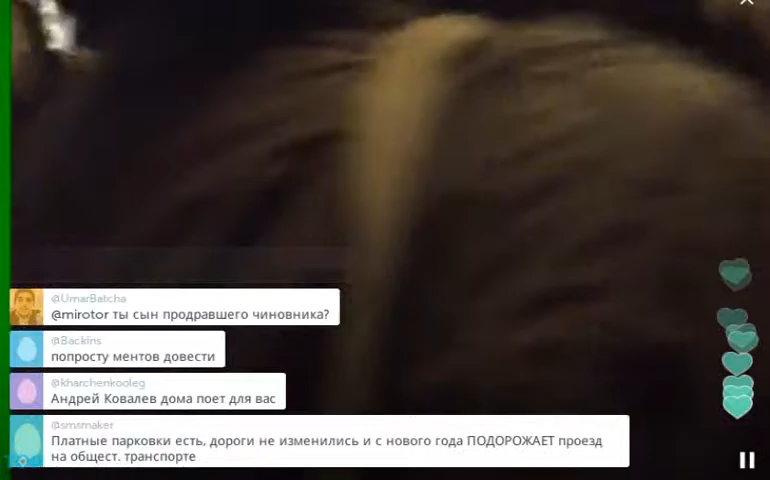 @UmarBatcha
@mirotor ты сын продравшего чиновника?
@Backins
попросту ментов довести
@kharchenkooleg
Андрей Ковалев дома поет для вас
@smsmaker
Платные парковки есть, дороги не изменились и с нового года ПОДОРОЖАЕТ проезд
на общест. транспорте